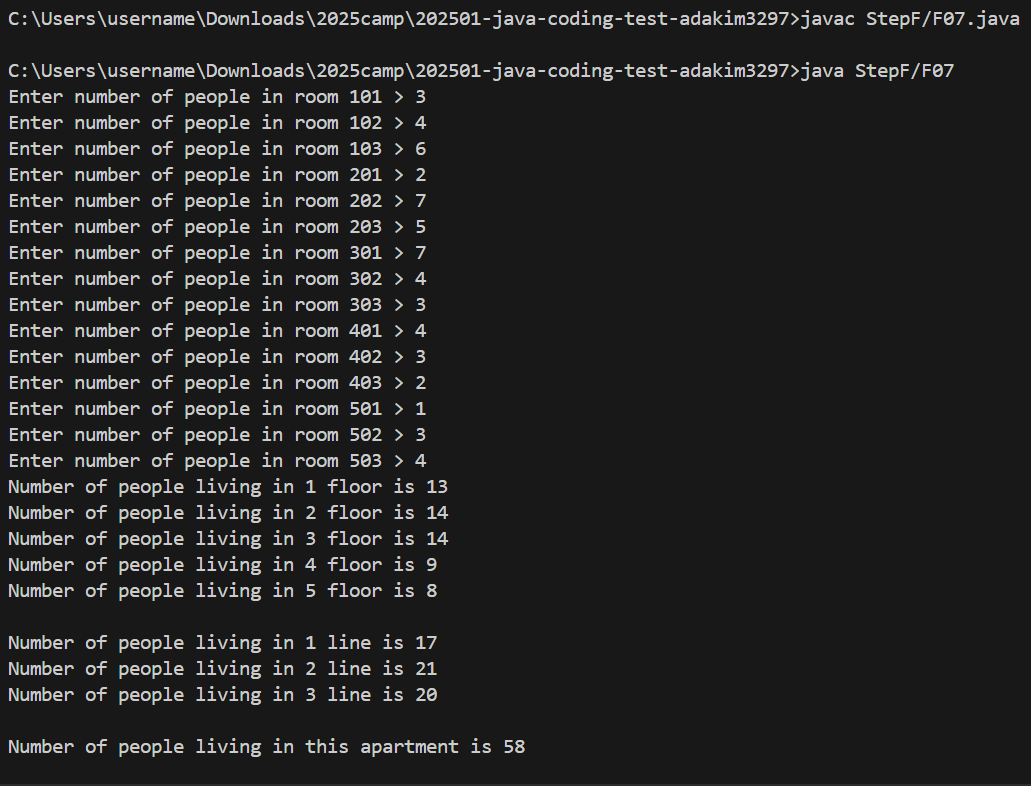 C:\Users\username\Downloads\2025camp\202501-java-coding-test-adakim3297>javac StepF/F07.java
C:\Users\username\Downloads\2025camp\202501-java-coding-test-adakim3297>java StepF/F07
Enter number of people in room 101 > 3
Enter number of people in room 102 > 4
Enter number of people in room 103 > 6
Enter number of people in room 201 > 2
Enter number of people in room 202 > 7
Enter number of people in room 203 > 5
Enter number of people in room 301 > 7
Enter number of people in room 302 > 4
Enter number of people in room 303 > 3
Enter number of people in room 401 > 4
Enter number of people in room 402 > 3
Enter number of people in room 403 > 2
Enter number of people in room 501 > 1
Enter number of people in room 502 > 3
Enter number of people in room 503 > 4
Number of people living in 1 floor is 13
Number of people living in 2 floor is 14
Number of people living in 3 floor is 14
Number of people living in 4 floor is 9
Number of people living in 5 floor is 8
Number of people living in 1 line is 17
Number of people living in 2 line is 21
Number of people living in 3 line is 20
Number of people living in this apartment is 58